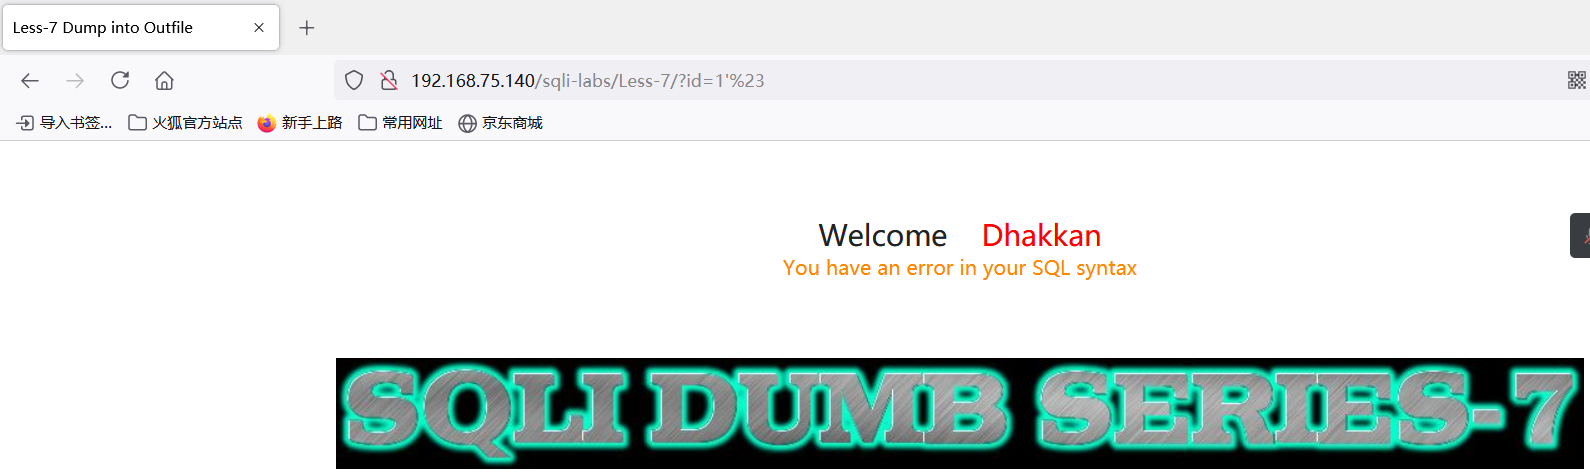 Less-7 Dump into Outfile
192.168.75.140/sqli-labs/Less-7/?id=1'%23
导入书签... 火狐官方站点 新手上路 常用网址 京东商城
Welcome Dhakkan
You have an error in your SQL syntax
SQLI DUMB SERIES-7